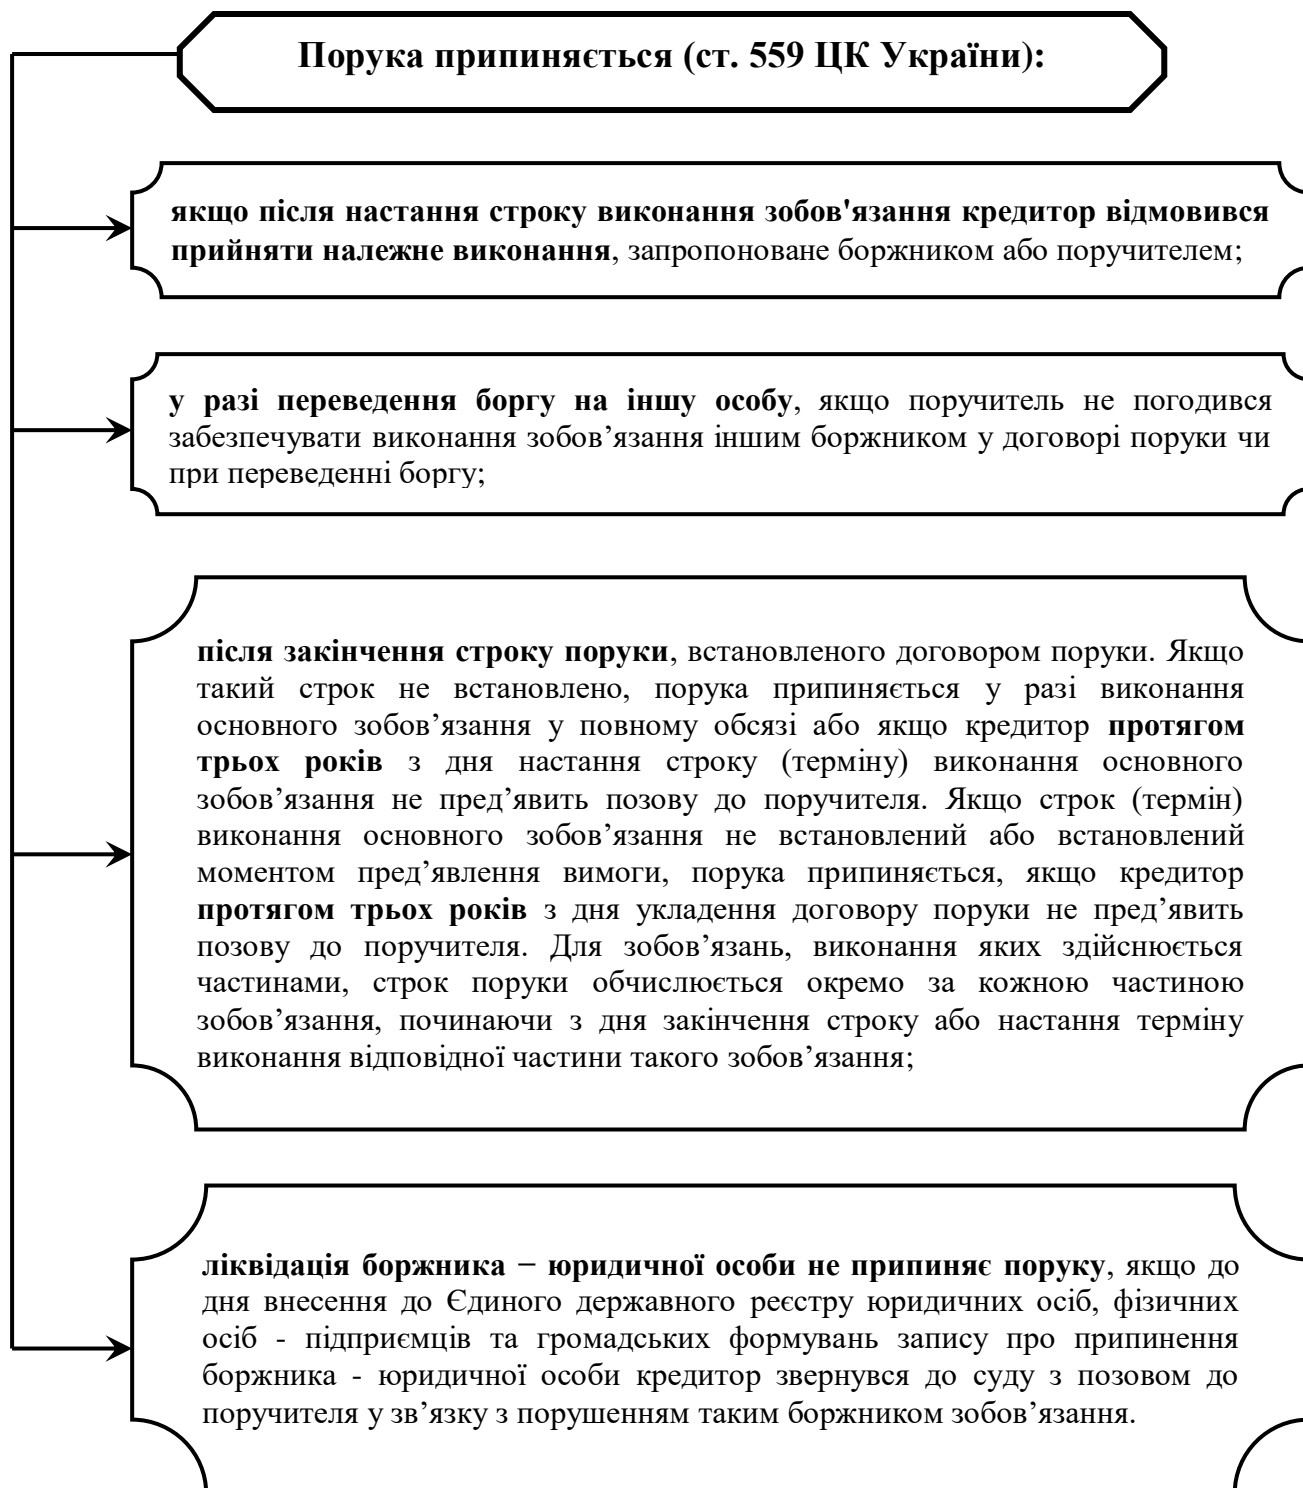 Порука припиняється (ст. 559 ЦК України):
якщо після настання строку виконання зобов'язання кредитор відмовився
прийняти належне виконання, запропоноване боржником або поручителем;
у разі переведення боргу на іншу особу, якщо поручитель не погодився
забезпечувати виконання зобов’язання іншим боржником у договорі поруки чи
при переведенні боргу;
після закінчення строку поруки, встановленого договором поруки. Якщо
такий строк не встановлено, порука припиняється у разі виконання
основного зобов’язання у повному обсязі або якщо кредитор протягом
трьох років з дня настання строку (терміну) виконання основного
зобов’язання не пред’явить позову до поручителя. Якщо строк (термін)
виконання основного зобов’язання не встановлений або встановлений
моментом пред’явлення вимоги, порука припиняється, якщо кредитор
протягом трьох років з дня укладення договору поруки не пред’явить
позову до поручителя. Для зобов’язань, виконання яких здійснюється
частинами, строк поруки обчислюється окремо за кожною частиною
зобов’язання, починаючи з дня закінчення строку або настання терміну
виконання відповідної частини такого зобов’язання;
ліквідація боржника − юридичної особи не припиняє поруку, якщо до
дня внесення до Єдиного державного реєстру юридичних осіб, фізичних
осіб - підприємців та громадських формувань запису про припинення
боржника - юридичної особи кредитор звернувся до суду з позовом до
поручителя у зв’язку з порушенням таким боржником зобов’язання.